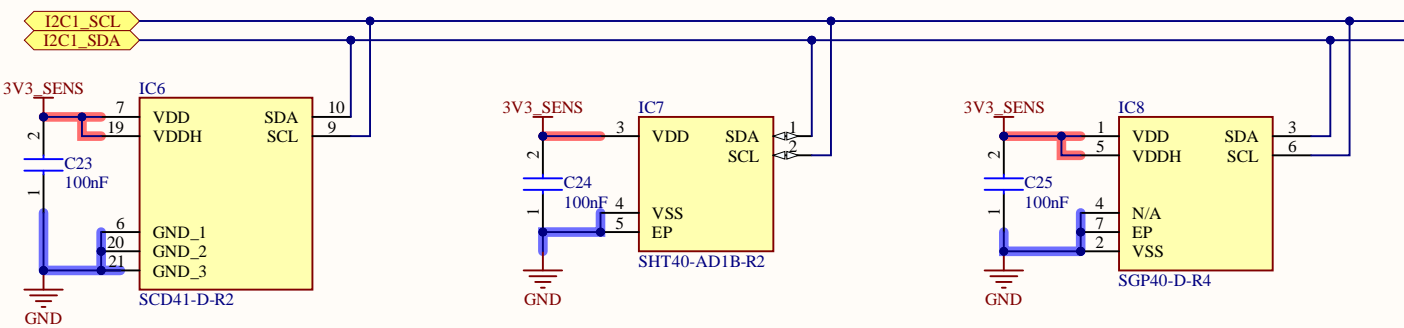 I2C1_SCL
I2C1_SDA
3V3_SENS
IC6
7 VDD
19 VDDH
SDA 10
SCL 9
2
C23
100nF
1
6 GND_1
20 GND_2
21 GND_3
SCD41-D-R2
GND
3V3_SENS
IC7
3 VDD
SDA 1
SCL 2
2
C24
100nF
1
4 VSS
5 EP
SHT40-AD1B-R2
GND
3V3_SENS
IC8
1 VDD
5 VDDH
SDA 3
SCL 6
2
C25
100nF
1
4 N/A
7 EP
2 VSS
SGP40-D-R4
GND